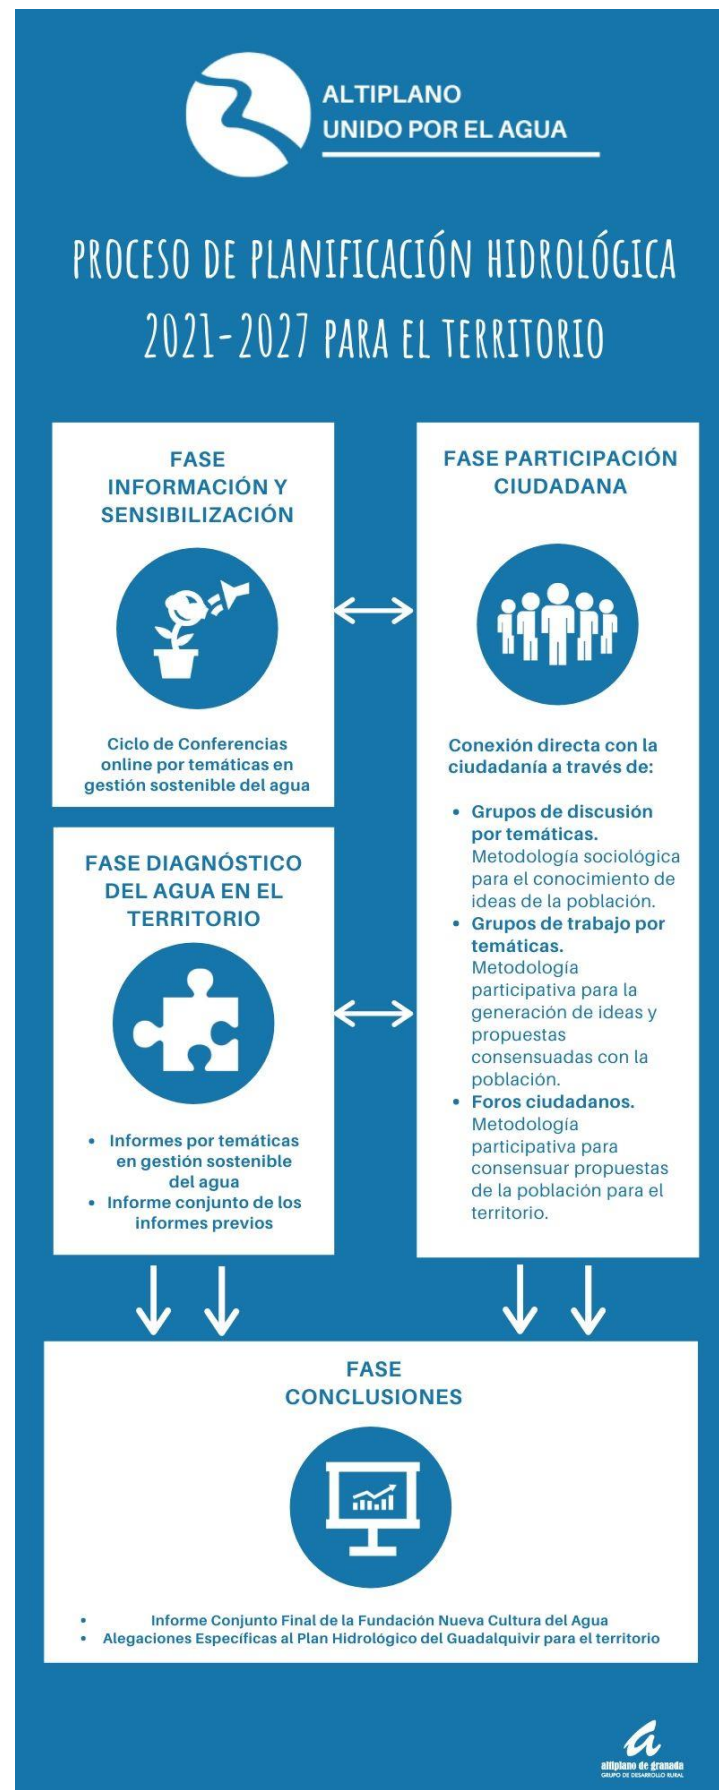 ALTIPLANO
UNIDO POR EL AGUA
PROCESO DE PLANIFICACIÓN HIDROLÓGICA
2021-2027 PARA EL TERRITORIO
FASE
INFORMACIÓN Y
SENSIBILIZACIÓN
Ciclo de Conferencias
online por temáticas en
gestión sostenible del agua
FASE DIAGNÓSTICO
DEL AGUA EN EL
TERRITORIO
• Informes por temáticas
en gestión sostenible
del agua
• Informe conjunto de los
informes previos
FASE PARTICIPACIÓN
CIUDADANA
Conexión directa con la
ciudadanía a través de:
• Grupos de discusión
por temáticas.
Metodología sociológica
para el conocimiento de
ideas de la población.
• Grupos de trabajo por
temáticas.
Metodología
participativa para la
generación de ideas y
propuestas
consensuadas con la
población.
• Foros ciudadanos.
Metodología
participativa para
consensuar propuestas
de la población para el
territorio.
FASE
CONCLUSIONES
• Informe Conjunto Final de la Fundación Nueva Cultura del Agua
• Alegaciones Específicas al Plan Hidrológico del Guadalquivir para el territorio
a
altiplano de granada
GRUPO DE DESARROLLO RURAL